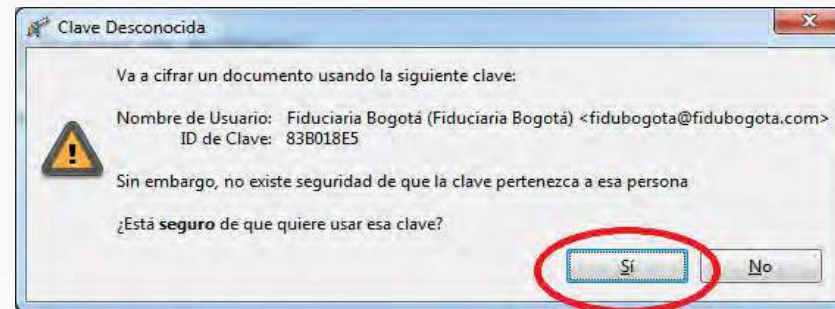 Clave Desconocida
Va a cifrar un documento usando la siguiente clave:
Nombre de Usuario: Fiduciaria Bogotá (Fiduciaria Bogotá) <fidubogota@fidubogota.com>
ID de Clave: 83B018E5
Sin embargo, no existe seguridad de que la clave pertenezca a esa persona
¿Está seguro de que quiere usar esa clave?
Sí No